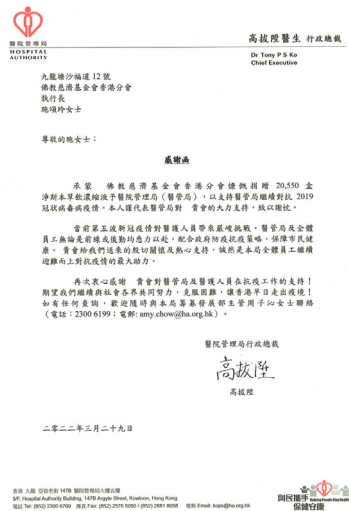 醫院管理局
HOSPITAL
AUTHORITY
高拔陞醫生 行政總裁
Dr Tony P S Ko
Chief Executive
九龍塘沙福道 12 號
佛教慈濟基金會香港分會
執行長
施頌玲女士
尊敬的施女士：
感謝函
承蒙 佛教慈濟基金會香港分會慷慨捐贈 20,550 盒
淨斯本草飲濃縮液予醫院管理局（醫管局），以支持醫管局繼續對抗 2019
冠狀病毒病疫情。本人謹代表醫管局對 貴會的大力支持，致以謝忱。
當前第五波新冠疫情對醫護人員帶來嚴峻挑戰。醫管局及全體
員工無論是前線或後勤均悉力以赴，配合政府防疫抗疫策略，保障市民健
康。 貴會給我們送來的殷切關懷及熱心支持，誠然是本局全體員工繼續
迎難而上對抗疫情的最大助力。
再次衷心感謝 貴會對醫管局及醫護人員在抗疫工作的支持！
期望我們繼續與社會各界共同努力，克服困難，讓香港早日走出疫境！
如有任何查詢，歡迎隨時與本局籌募發展部主管周子沁女士聯絡
（電話：2300 6199；電郵: amy.chow@ha.org.hk）。
醫院管理局行政總裁
高拔陞
高拔陞
二零二二年三月二十九日
香港 九龍 亞皆老街 147B 醫院管理局大樓五樓
5/F, Hospital Authority Building, 147B Argyle Street, Kowloon, Hong Kong
電話 Tel: (852) 2300 6769 傳真 Fax: (852) 2576 5050 / (852) 2881 8058 電郵 Email: kops@ha.org.hk
與民攜手
保健安康
Helping People Stay Healthy